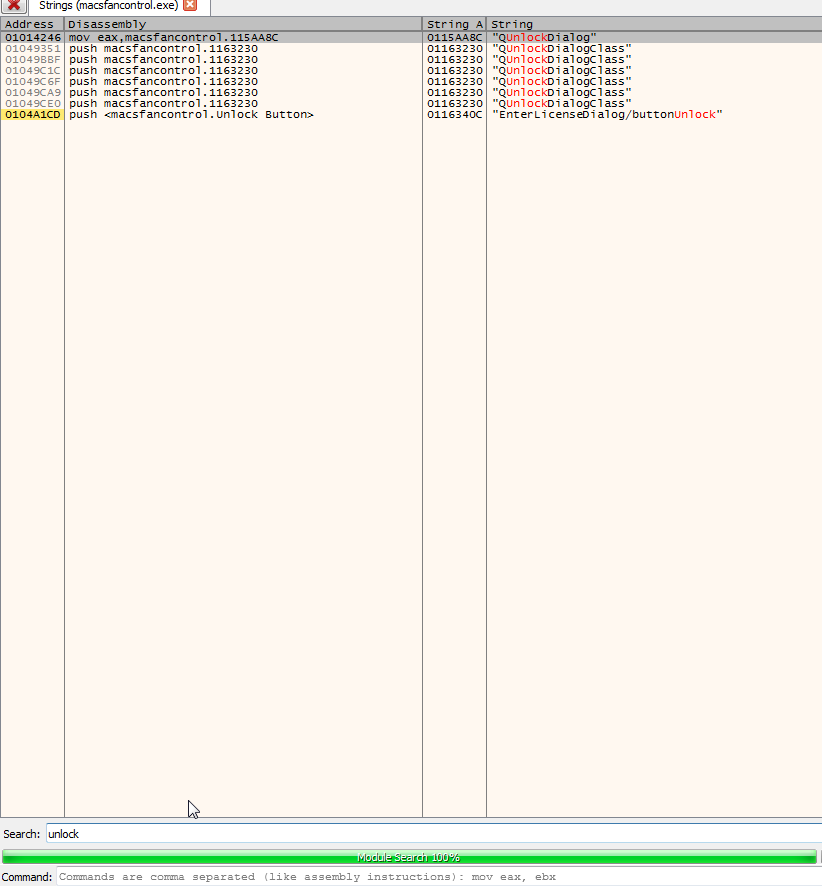 Strings (macsfancontrol.exe)
Address Disassembly String A String
01014246 mov eax,macsfancontrol.115AA8C 0115AA8C "QUnlockDialog"
01049351 push macsfancontrol.1163230 01163230 "QUnlockDialogClass"
01049BBF push macsfancontrol.1163230 01163230 "QUnlockDialogClass"
01049C1C push macsfancontrol.1163230 01163230 "QUnlockDialogClass"
01049C6F push macsfancontrol.1163230 01163230 "QUnlockDialogClass"
01049CA9 push macsfancontrol.1163230 01163230 "QUnlockDialogClass"
01049CE0 push macsfancontrol.1163230 01163230 "QUnlockDialogClass"
0104A1CD push <macsfancontrol.Unlock Button> 0116340C "EnterLicenseDialog/buttonUnlock"
Search: unlock
Module Search 100%
Command: Commands are comma separated (like assembly instructions): mov eax, ebx